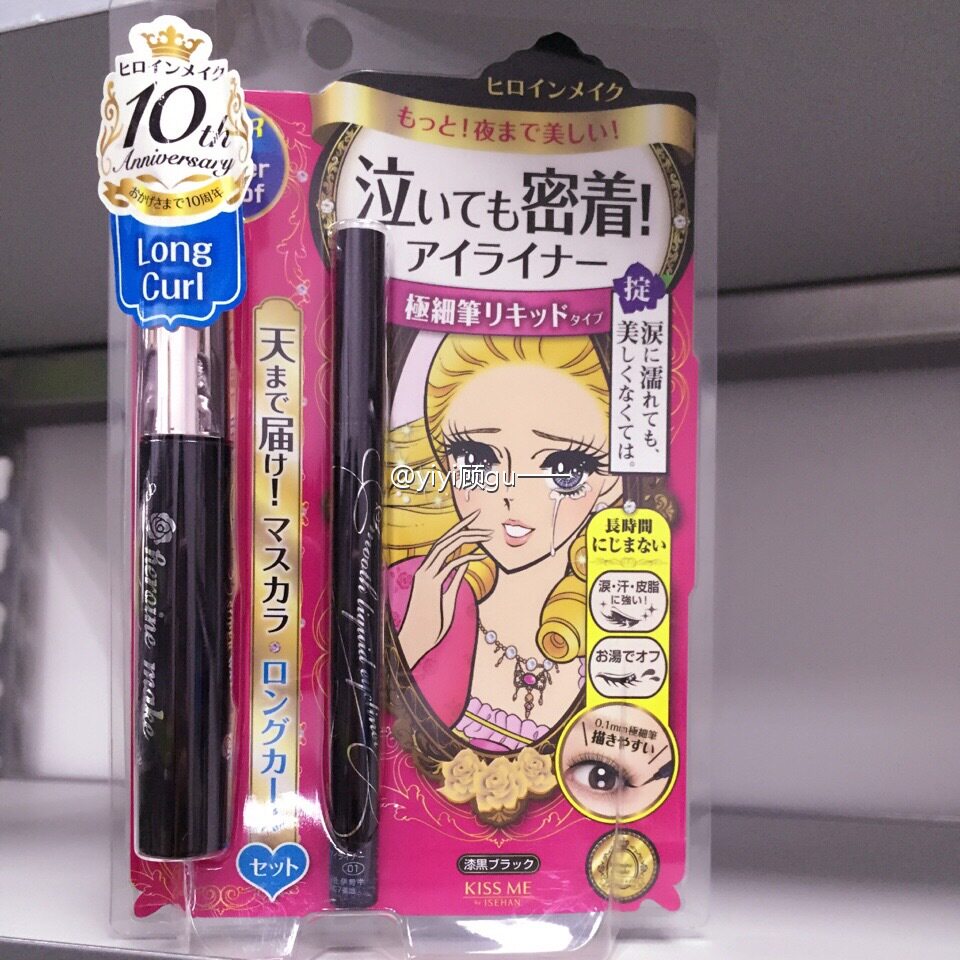 ヒロインメイク
10th
Anniversary
おかげさまで10周年
Long
Curl
天まで届け！マスカラ
ロングカー
セット
heroine make
Smooth liquid eyeliner
01
ヒロインメイク
もっと！夜まで美しい！
泣いても密着！
アイライナー
極細筆リキッドタイプ
掟
涙に濡れても、
美しくなくては。
@yiyi顾gu一一
長時間
にじまない
涙・汗・皮脂
に強い！
お湯でオフ
0.1mm極細筆
描きやすい
漆黒ブラック
KISS ME
by ISEHAN